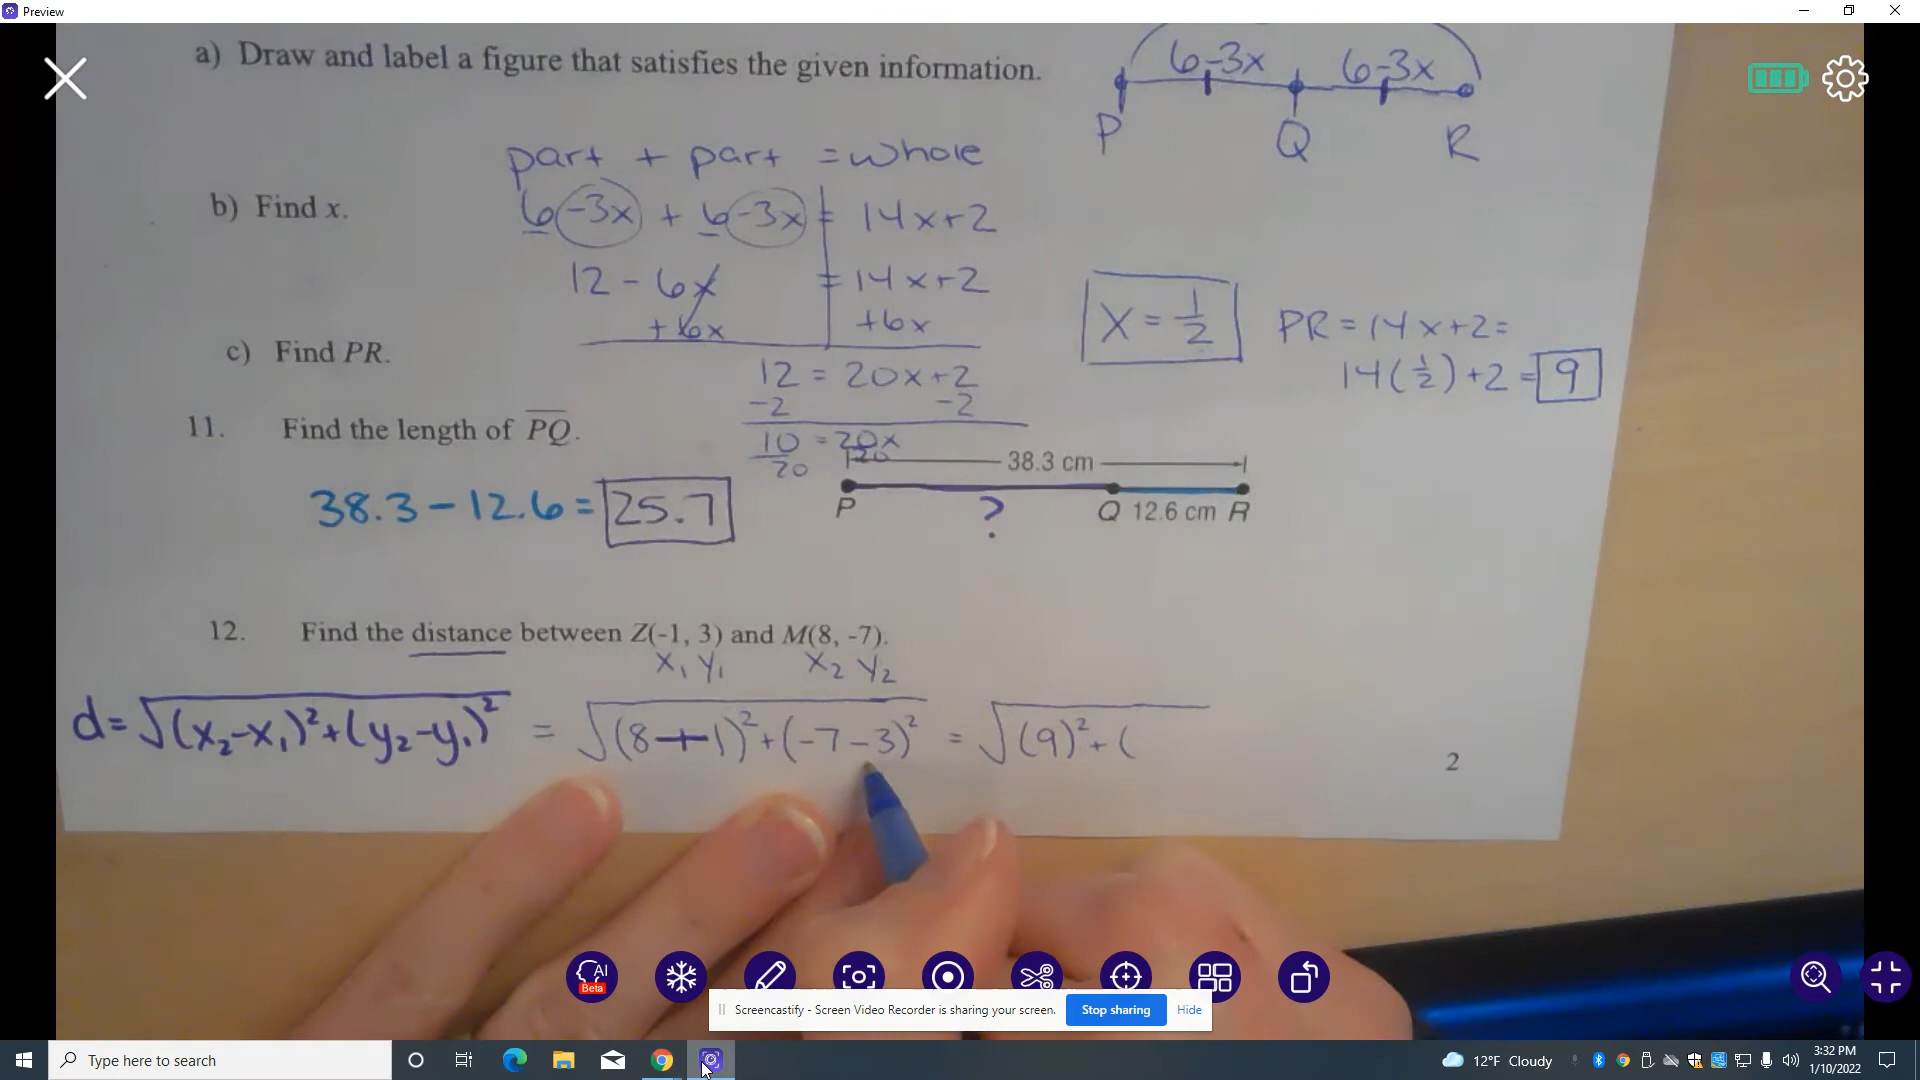 Preview
a) Draw and label a figure that satisfies the given information.
6-3x 6-3x
P Q R
part + part = whole
b) Find x.
6-3x + 6-3x = 14x+2
12 - 6x = 14x+2
+6x +6x
x = 1/2
PR = 14x+2 =
14(1/2)+2 = 9
c) Find PR.
12 = 20x+2
-2 -2
10 = 20x
20 20
11. Find the length of PQ.
38.3 cm
38.3 - 12.6 = 25.7
P ? Q 12.6 cm R
12. Find the distance between Z(-1, 3) and M(8, -7).
x₁ y₁ x₂ y₂
d=√(x₂-x₁)²+(y₂-y₁)² = √(8+1)²+(-7-3)² = √(9)²+(
2
AI
Beta
Screencastify - Screen Video Recorder is sharing your screen. Stop sharing Hide
Type here to search
12°F Cloudy
3:32 PM
1/10/2022